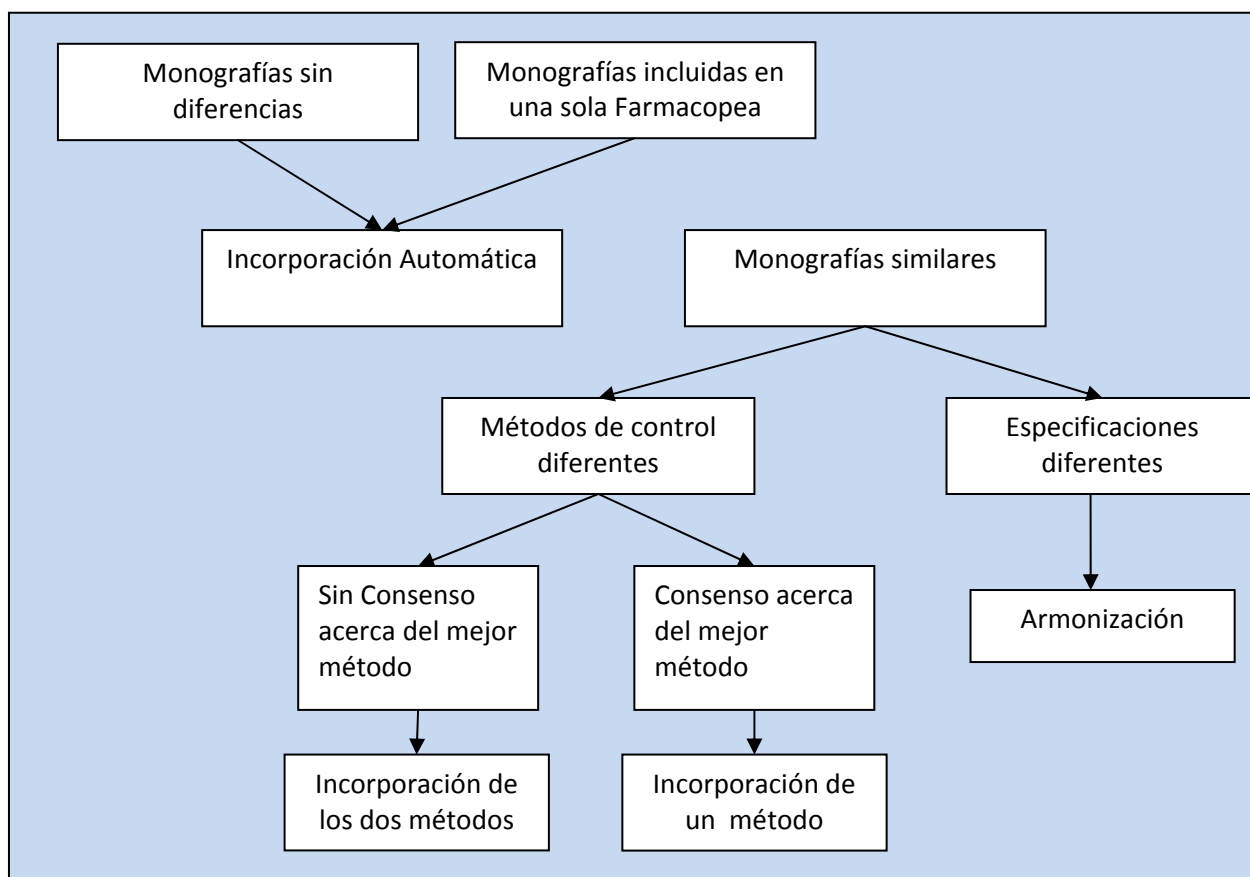 Monografías sin
diferencias
Monografías incluidas en
una sola Farmacopea
Incorporación Automática
Monografías similares
Métodos de control
diferentes
Especificaciones
diferentes
Sin Consenso
acerca del mejor
método
Consenso acerca
del mejor
método
Armonización
Incorporación de
los dos métodos
Incorporación de
un  método